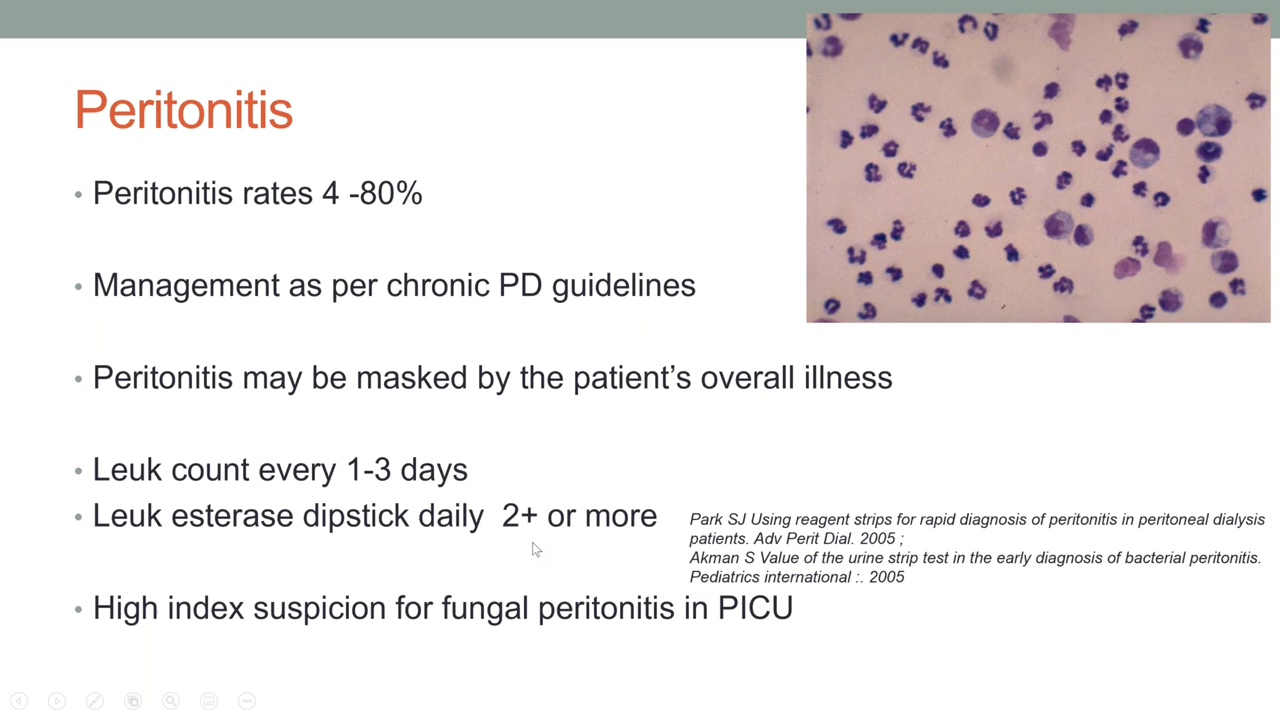 Peritonitis
• Peritonitis rates 4 -80%
• Management as per chronic PD guidelines
• Peritonitis may be masked by the patient’s overall illness
• Leuk count every 1-3 days
• Leuk esterase dipstick daily  2+ or more
Park SJ Using reagent strips for rapid diagnosis of peritonitis in peritoneal dialysis
patients. Adv Perit Dial. 2005 ;
Akman S Value of the urine strip test in the early diagnosis of bacterial peritonitis.
Pediatrics international :. 2005
• High index suspicion for fungal peritonitis in PICU